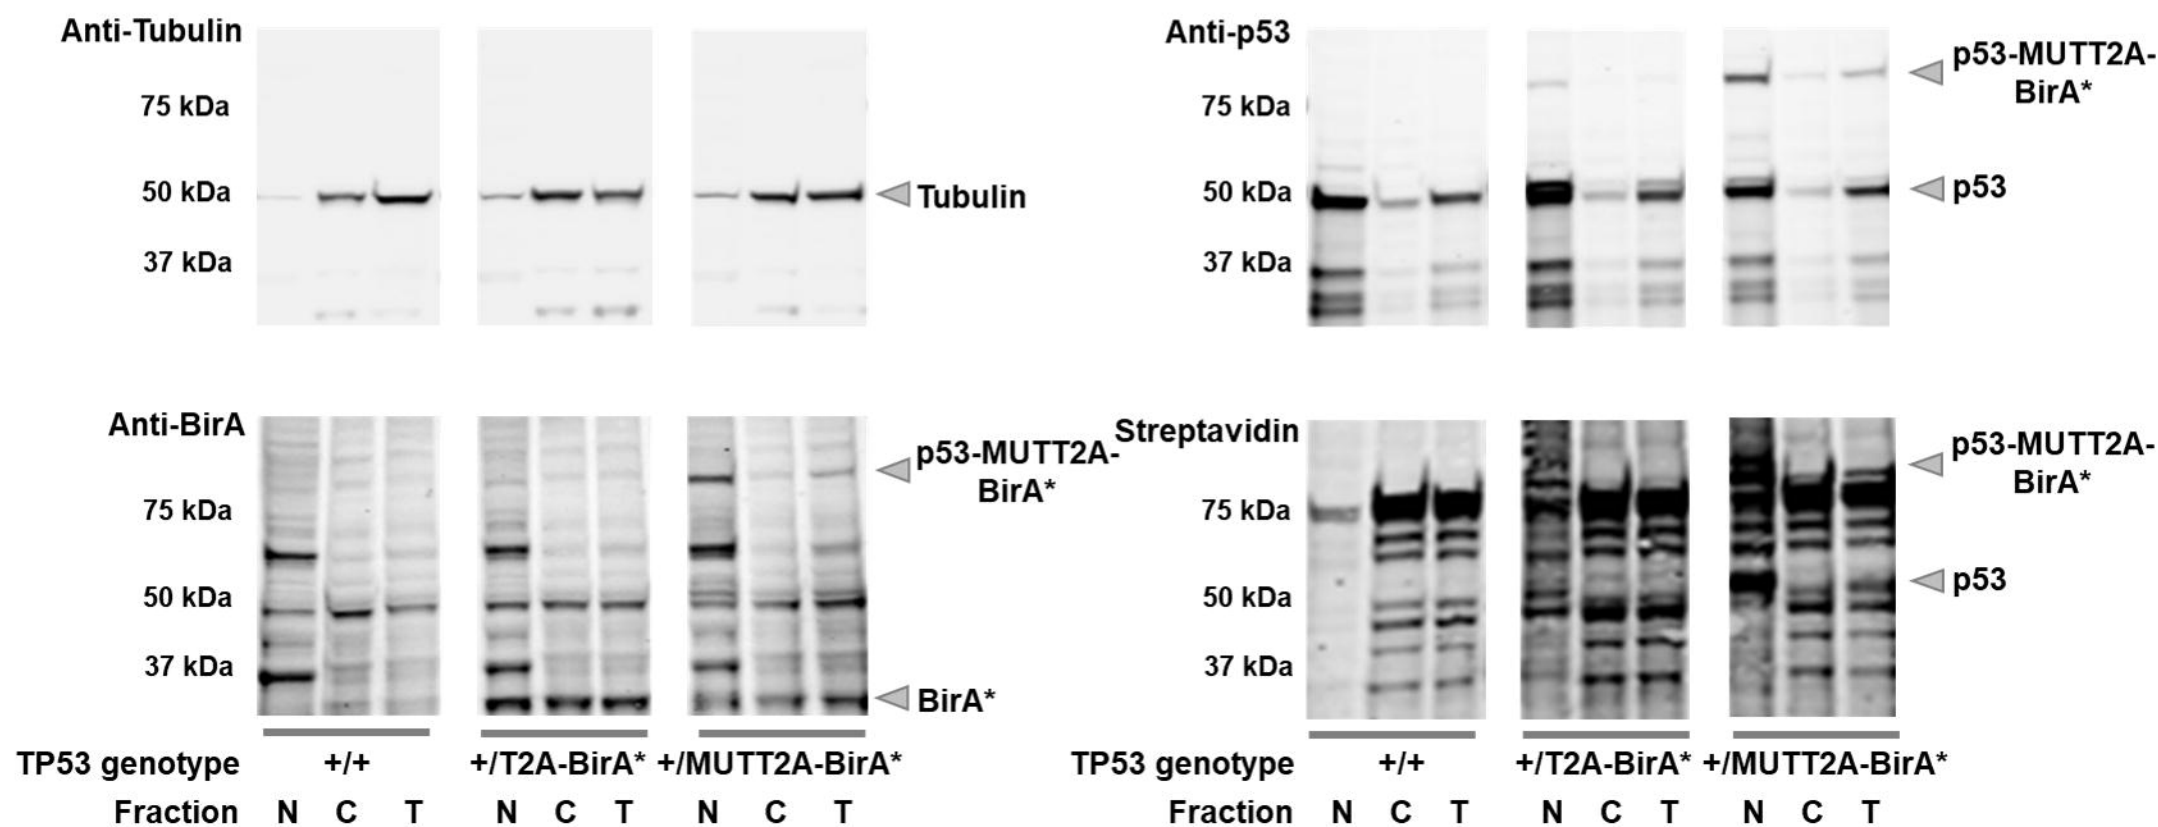 Anti-Tubulin
75 kDa
50 kDa
37 kDa
Tubulin
Anti-p53
75 kDa
50 kDa
37 kDa
p53-MUTT2A-
BirA*
p53
Anti-BirA
75 kDa
50 kDa
37 kDa
p53-MUTT2A-
BirA*
BirA*
TP53 genotype +/+ +/T2A-BirA* +/MUTT2A-BirA*
Fraction N C T N C T N C T
Streptavidin
75 kDa
50 kDa
37 kDa
p53-MUTT2A-
BirA*
p53
TP53 genotype +/+ +/T2A-BirA* +/MUTT2A-BirA*
Fraction N C T N C T N C T